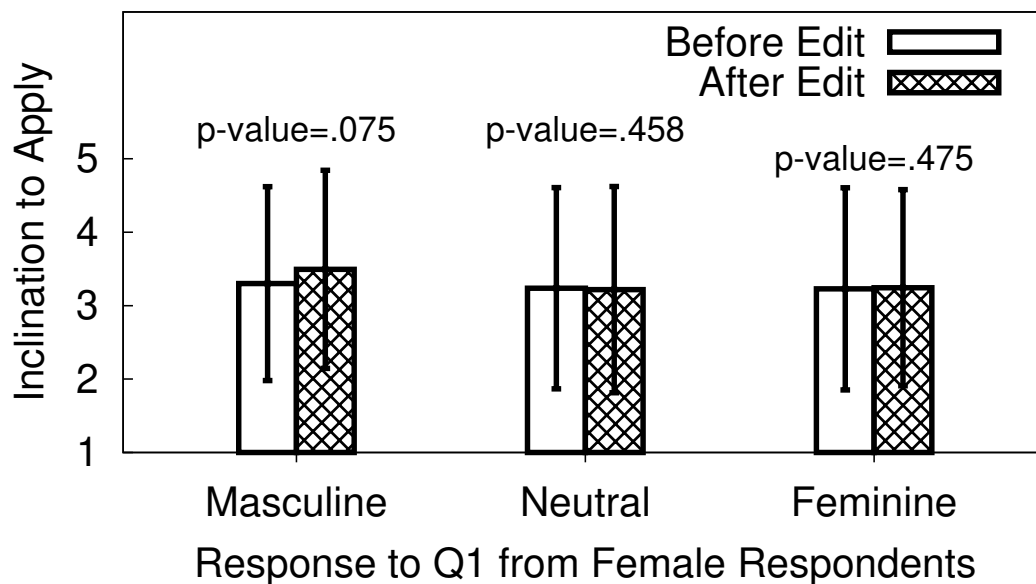 Before Edit
After Edit
p-value=.075
p-value=.458
p-value=.475
Inclination to Apply
5
4
3
2
1
Masculine Neutral Feminine
Response to Q1 from Female Respondents